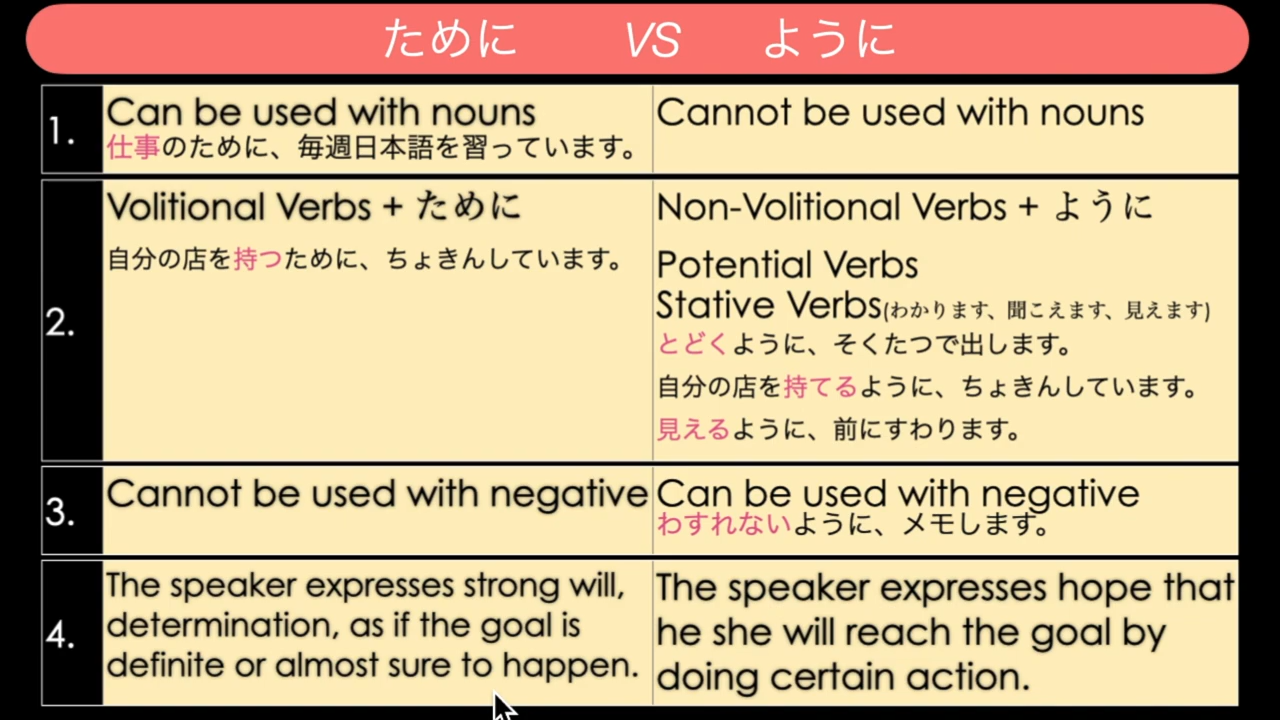 ために VS ように
1.
Can be used with nouns
仕事のために、毎週日本語を習っています。
Cannot be used with nouns
2.
Volitional Verbs + ために
自分の店を持つために、ちょきんしています。
Non-Volitional Verbs + ように
Potential Verbs
Stative Verbs(わかります、聞こえます、見えます)
とどくように、そくたつで出します。
自分の店を持てるように、ちょきんしています。
見えるように、前にすわります。
3.
Cannot be used with negative
Can be used with negative
わすれないように、メモします。
4.
The speaker expresses strong will,
determination, as if the goal is
definite or almost sure to happen.
The speaker expresses hope that
he she will reach the goal by
doing certain action.